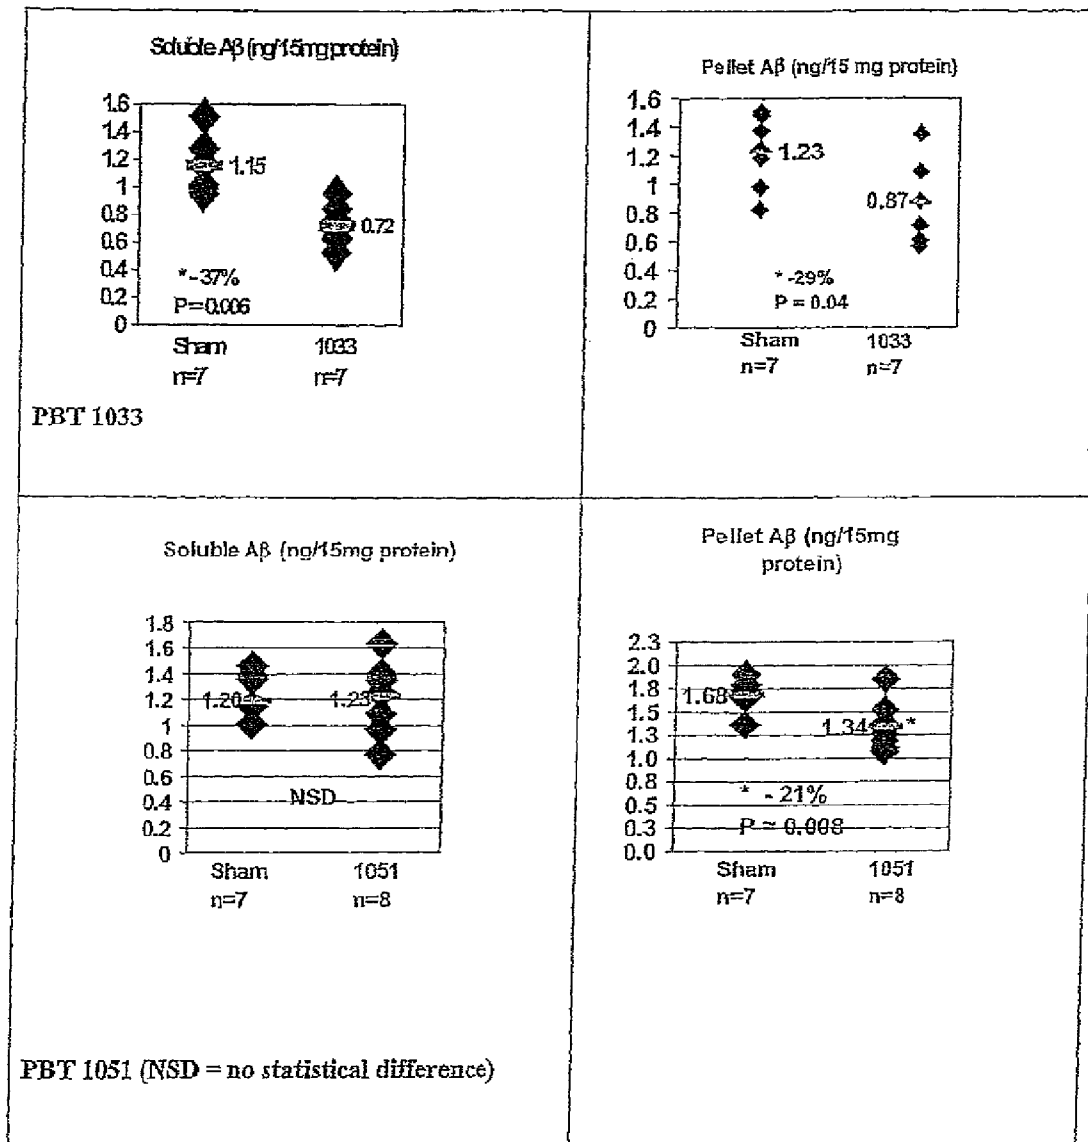 Soluble Aβ (ng/15mg protein)
1.6
1.4
1.2
1
0.8
0.6
0.4
0.2
0
1.15
0.72
* -37%
P=0.006
Sham
n=7
1033
n=7
PBT 1033
Pellet Aβ (ng/15 mg protein)
1.6
1.4
1.2
1
0.8
0.6
0.4
0.2
0
1.23
0.87
* -29%
P = 0.04
Sham
n=7
1033
n=7
Soluble Aβ (ng/15mg protein)
1.8
1.6
1.4
1.2
1
0.8
0.6
0.4
0.2
0
1.20
1.23
NSD
Sham
n=7
1051
n=8
Pellet Aβ (ng/15mg
protein)
2.3
2.0
1.8
1.5
1.3
1.0
0.8
0.5
0.3
0.0
1.68
1.34 *
* -21%
P = 0.008
Sham
n=7
1051
n=8
PBT 1051 (NSD = no statistical difference)